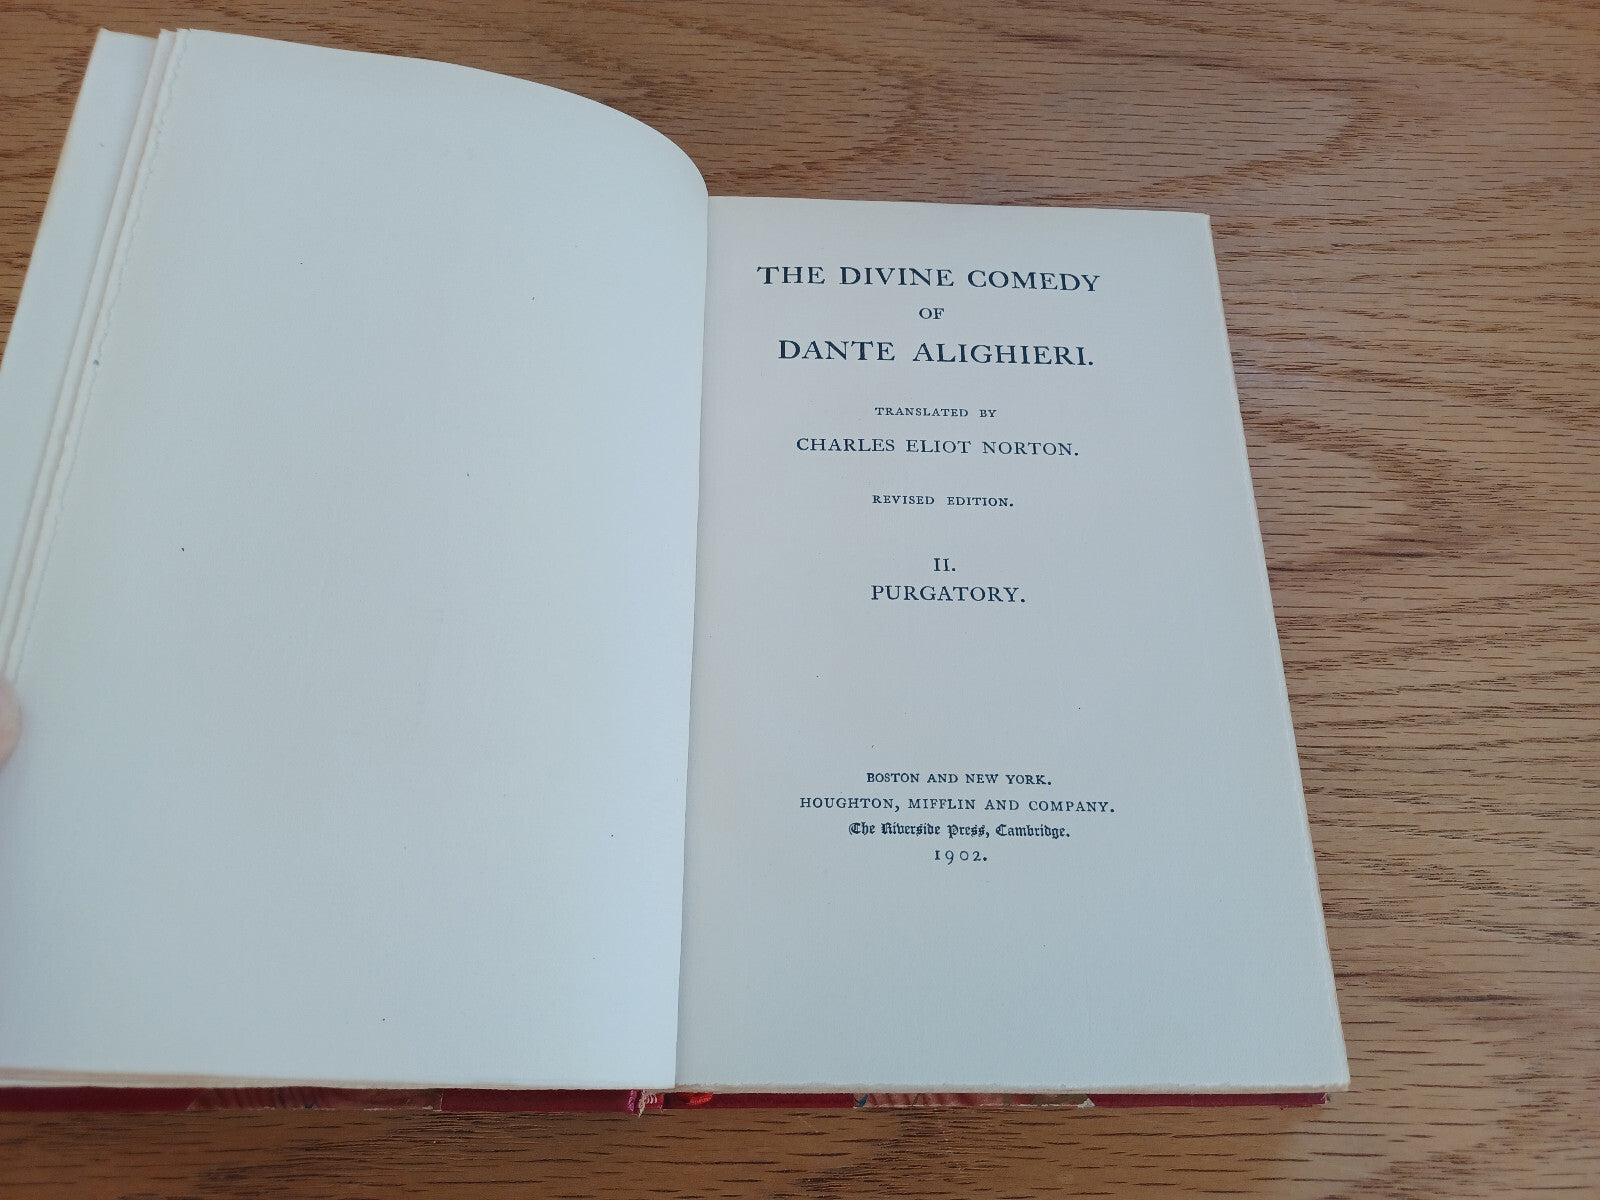 THE DIVINE COMEDY
OF
DANTE ALIGHIERI.
TRANSLATED BY
CHARLES ELIOT NORTON.
REVISED EDITION.
II.
PURGATORY.
BOSTON AND NEW YORK.
HOUGHTON, MIFFLIN AND COMPANY.
The Riverside Press, Cambridge.
1902.